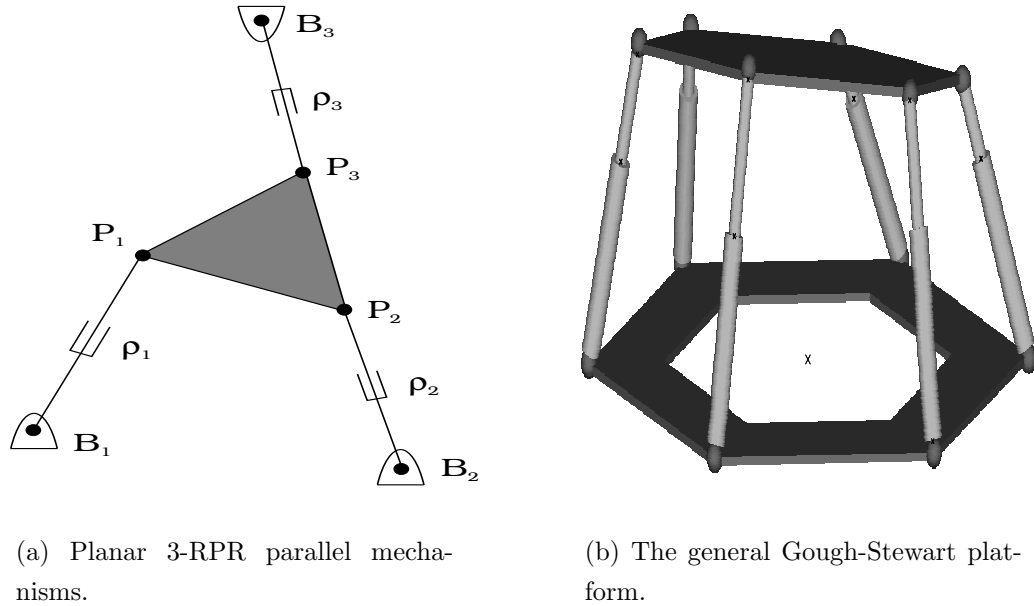 B₃
ρ₃
P₃
P₁
P₂
ρ₁
ρ₂
B₁
B₂
x
x
x
x
x
x
x
x
(a) Planar 3-RPR parallel mecha-
nisms.
(b) The general Gough-Stewart plat-
form.